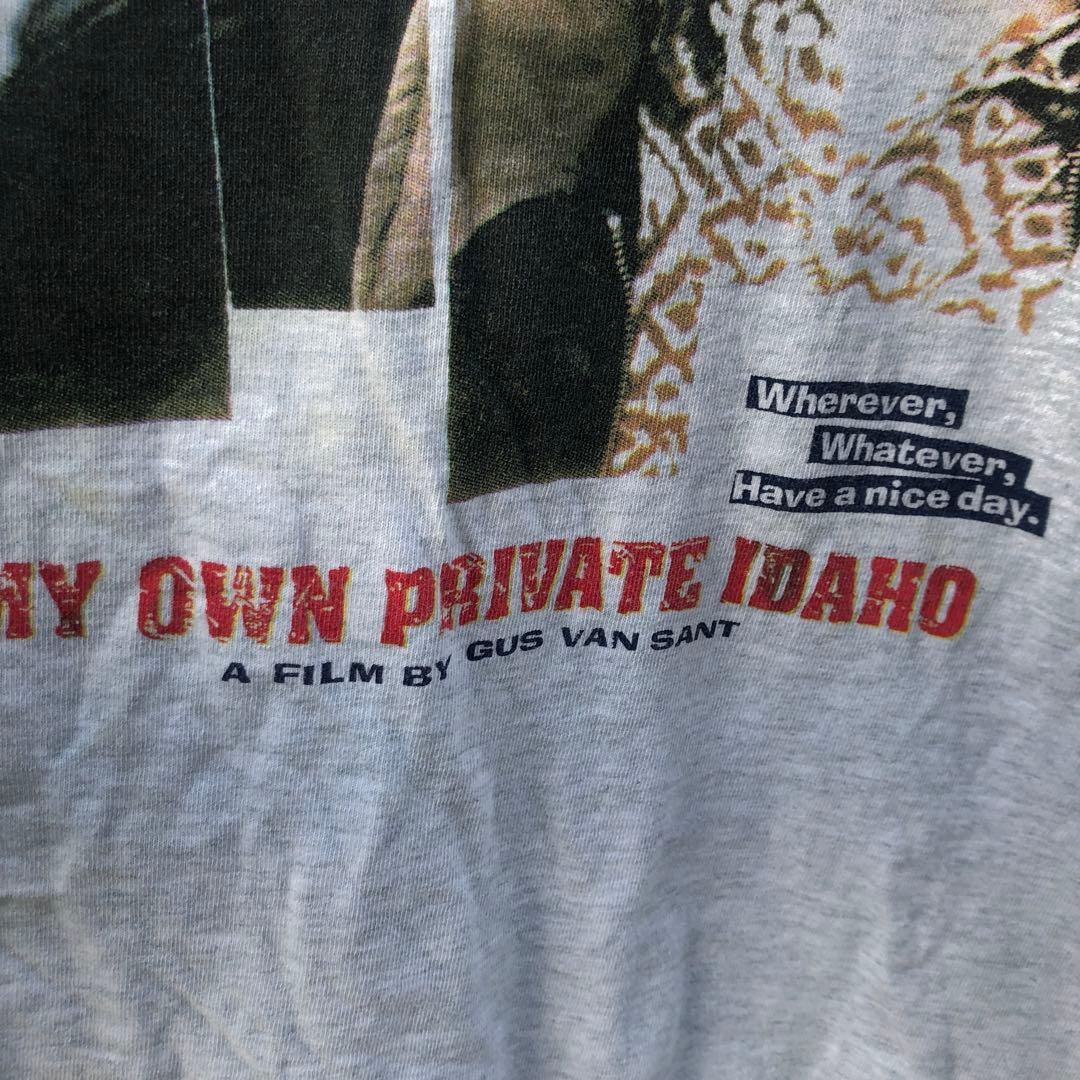 Wherever,
Whatever,
Have a nice day.
MY OWN PRIVATE IDAHO
A FILM BY GUS VAN SANT